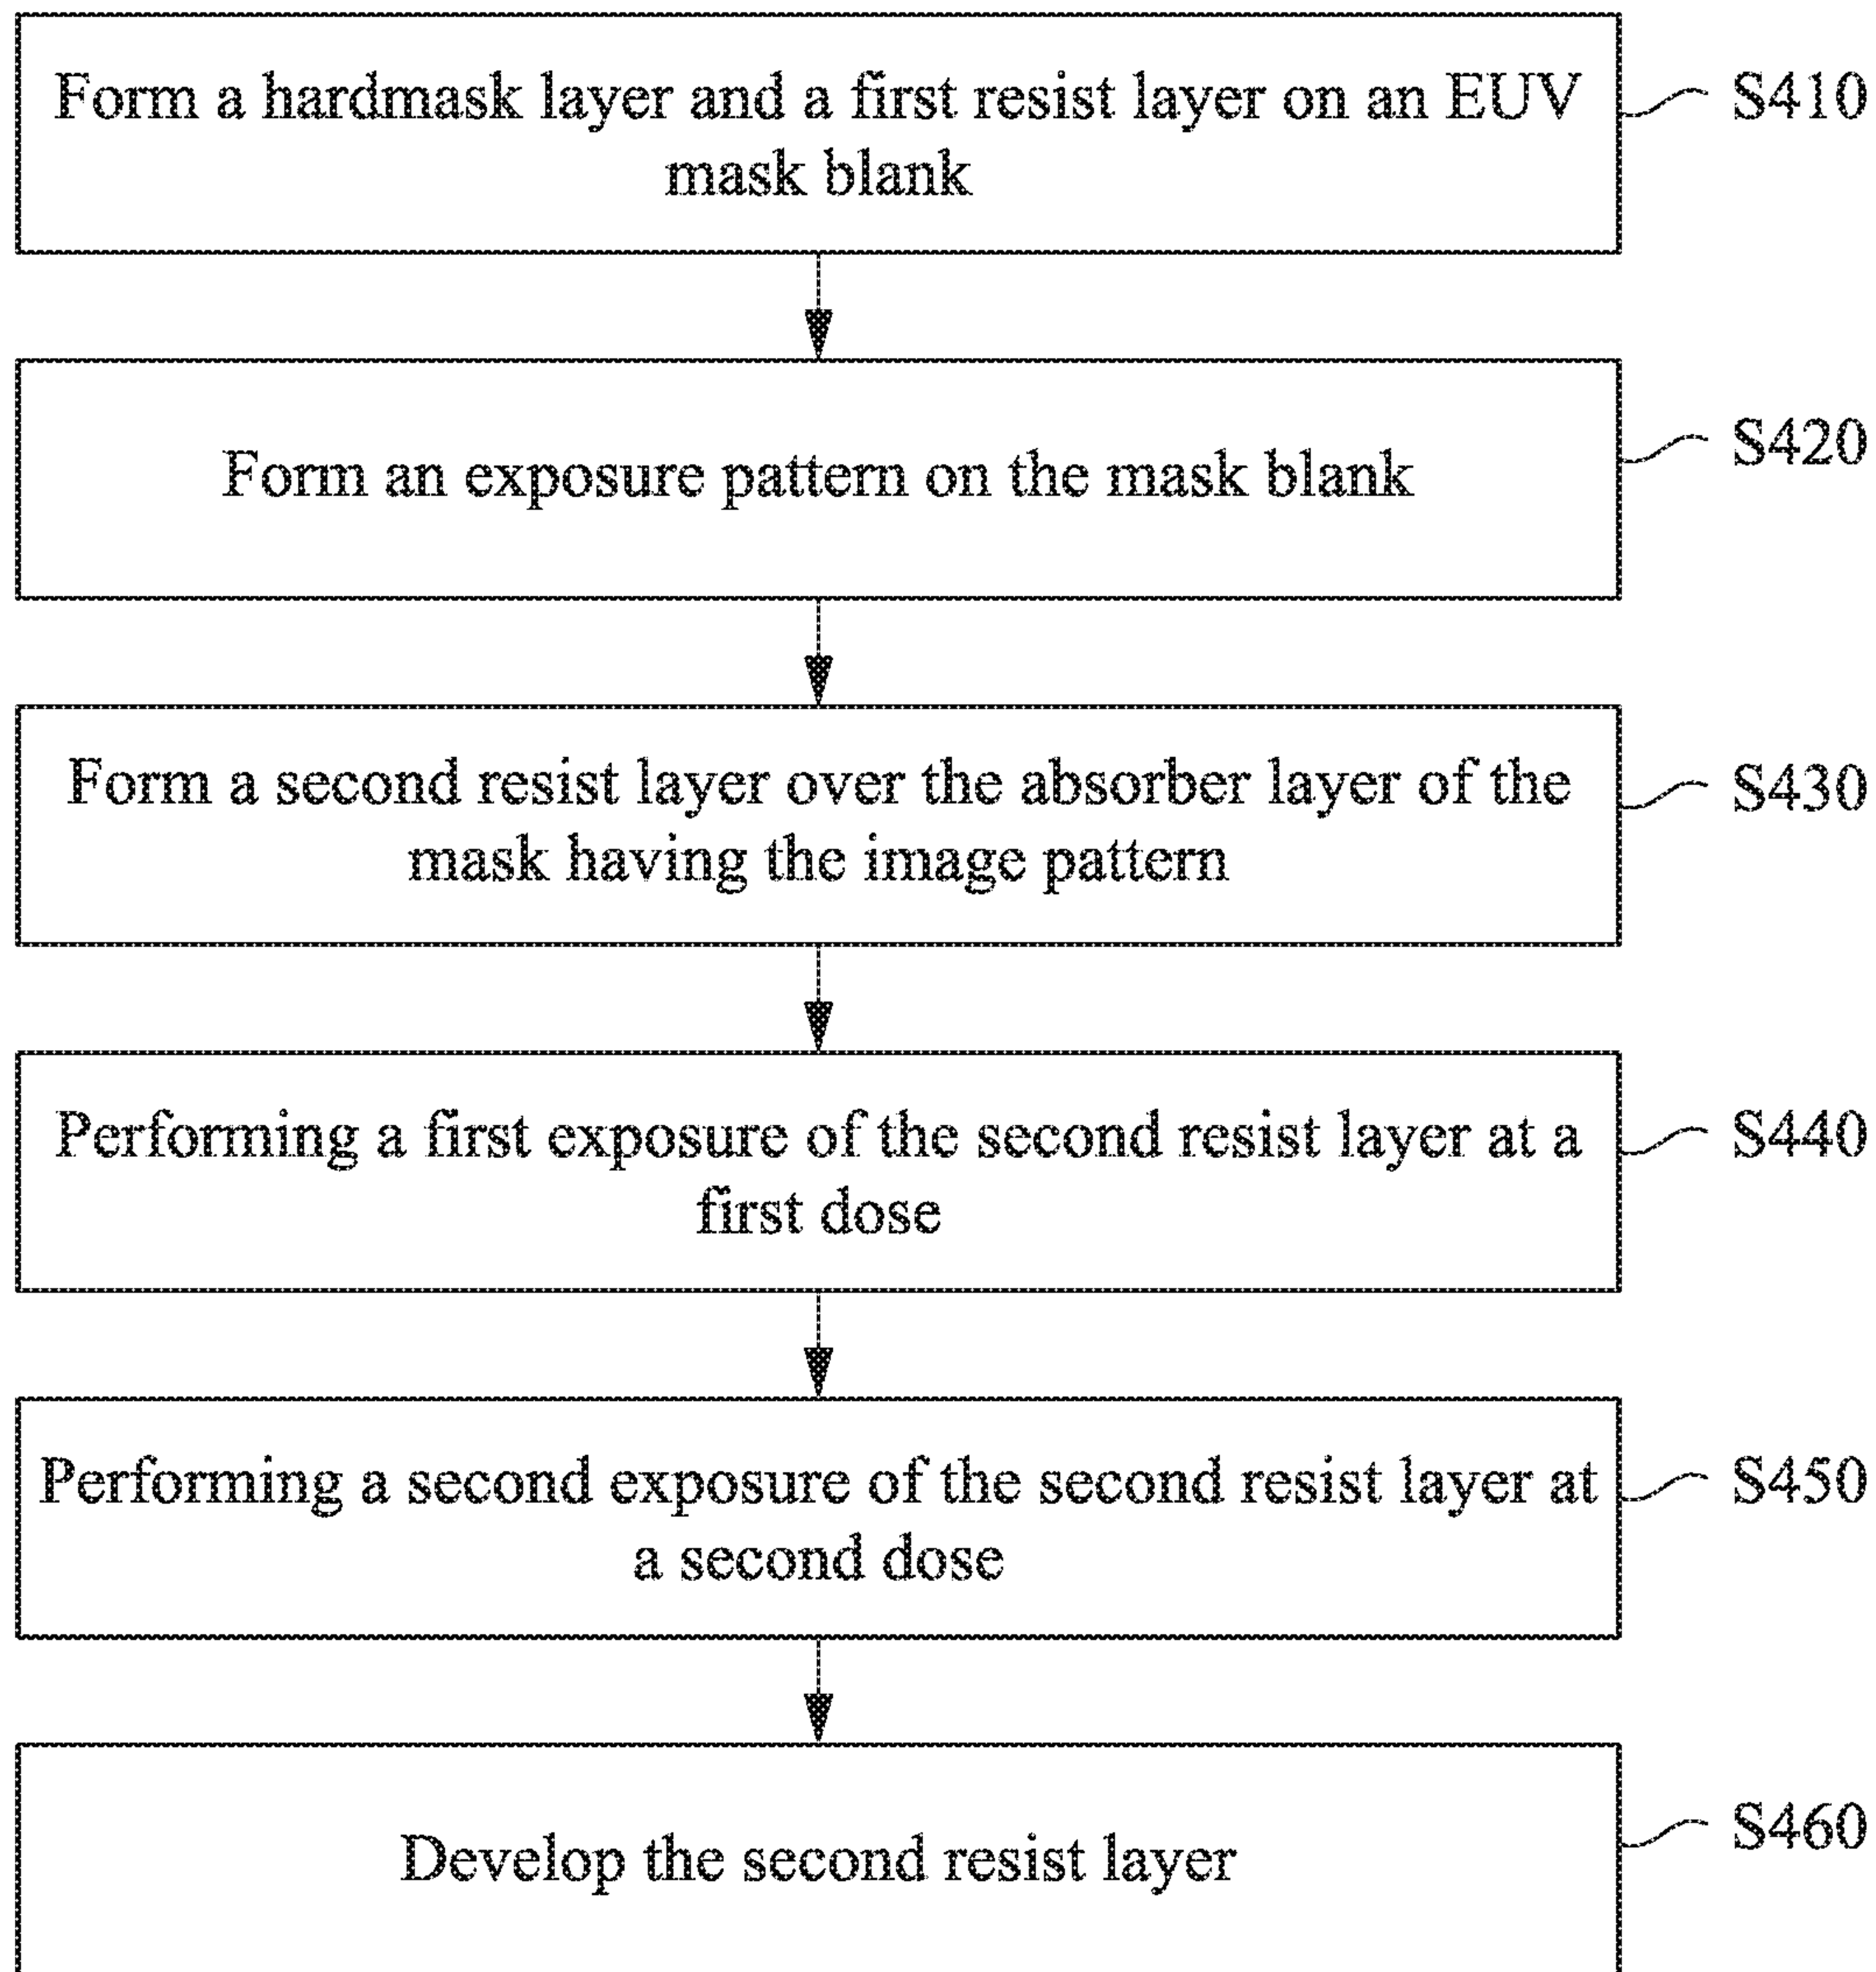 Form a hardmask layer and a first resist layer on an EUV
mask blank
S410
Form an exposure pattern on the mask blank
S420
Form a second resist layer over the absorber layer of the
mask having the image pattern
S430
Performing a first exposure of the second resist layer at a
first dose
S440
Performing a second exposure of the second resist layer at
a second dose
S450
Develop the second resist layer
S460